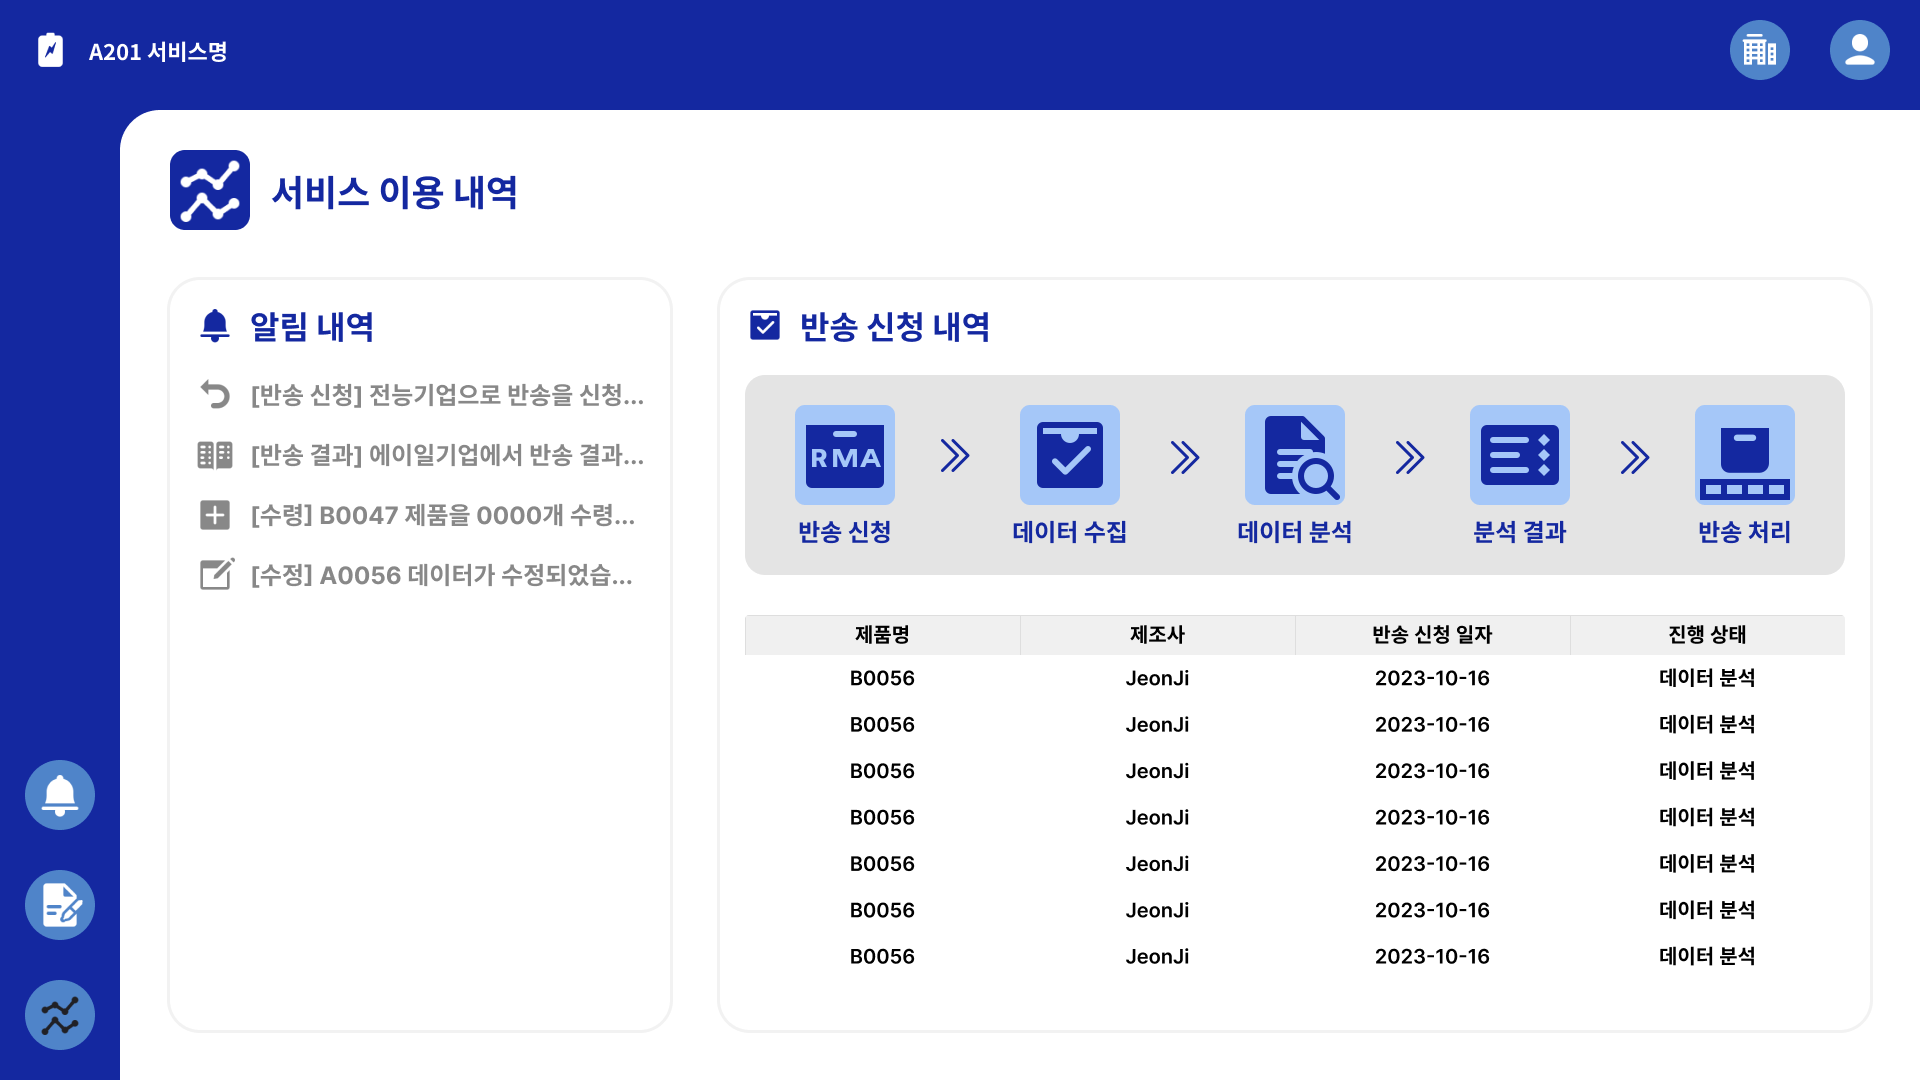 A201 서비스명
서비스 이용 내역
알림 내역
[반송 신청] 전능기업으로 반송을 신청...
[반송 결과] 에이일기업에서 반송 결과...
[수령] B0047 제품을 0000개 수령...
[수정] A0056 데이터가 수정되었습...
반송 신청 내역
RMA
반송 신청 데이터 수집 데이터 분석 분석 결과 반송 처리
제품명 제조사 반송 신청 일자 진행 상태
B0056 JeonJi 2023-10-16 데이터 분석
B0056 JeonJi 2023-10-16 데이터 분석
B0056 JeonJi 2023-10-16 데이터 분석
B0056 JeonJi 2023-10-16 데이터 분석
B0056 JeonJi 2023-10-16 데이터 분석
B0056 JeonJi 2023-10-16 데이터 분석
B0056 JeonJi 2023-10-16 데이터 분석